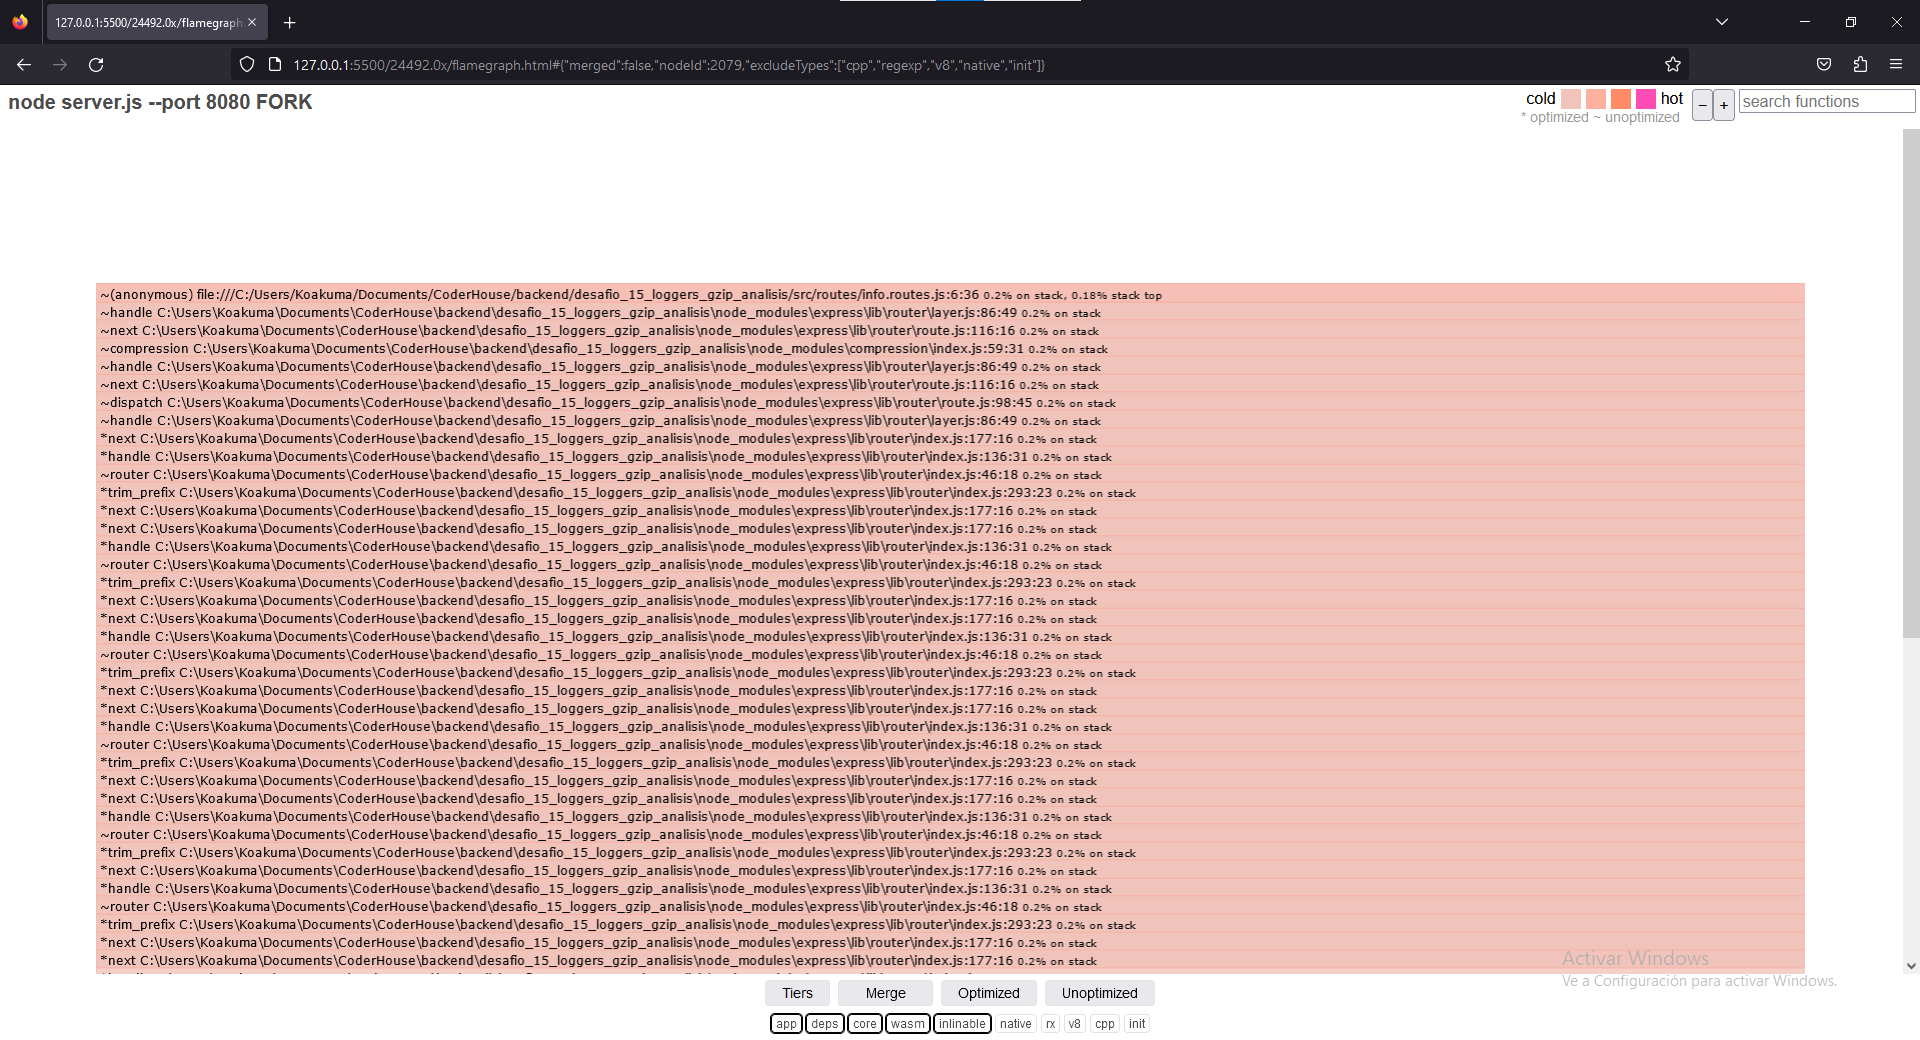 127.0.0.1:5500/24492.0x/flamegraph
127.0.0.1:5500/24492.0x/flamegraph.html#{"merged":false,"nodeId":2079,"excludeTypes":["cpp","regexp","v8","native","init"]}
node server.js --port 8080 FORK
cold hot − + search functions
* optimized ~ unoptimized
~(anonymous) file:///C:/Users/Koakuma/Documents/CoderHouse/backend/desafio_15_loggers_gzip_analisis/src/routes/info.routes.js:6:36 0.2% on stack, 0.18% stack top
~handle C:\Users\Koakuma\Documents\CoderHouse\backend\desafio_15_loggers_gzip_analisis\node_modules\express\lib\router\layer.js:86:49 0.2% on stack
~next C:\Users\Koakuma\Documents\CoderHouse\backend\desafio_15_loggers_gzip_analisis\node_modules\express\lib\router\route.js:116:16 0.2% on stack
~compression C:\Users\Koakuma\Documents\CoderHouse\backend\desafio_15_loggers_gzip_analisis\node_modules\compression\index.js:59:31 0.2% on stack
~handle C:\Users\Koakuma\Documents\CoderHouse\backend\desafio_15_loggers_gzip_analisis\node_modules\express\lib\router\layer.js:86:49 0.2% on stack
~next C:\Users\Koakuma\Documents\CoderHouse\backend\desafio_15_loggers_gzip_analisis\node_modules\express\lib\router\route.js:116:16 0.2% on stack
~dispatch C:\Users\Koakuma\Documents\CoderHouse\backend\desafio_15_loggers_gzip_analisis\node_modules\express\lib\router\route.js:98:45 0.2% on stack
~handle C:\Users\Koakuma\Documents\CoderHouse\backend\desafio_15_loggers_gzip_analisis\node_modules\express\lib\router\layer.js:86:49 0.2% on stack
*next C:\Users\Koakuma\Documents\CoderHouse\backend\desafio_15_loggers_gzip_analisis\node_modules\express\lib\router\index.js:177:16 0.2% on stack
*handle C:\Users\Koakuma\Documents\CoderHouse\backend\desafio_15_loggers_gzip_analisis\node_modules\express\lib\router\index.js:136:31 0.2% on stack
~router C:\Users\Koakuma\Documents\CoderHouse\backend\desafio_15_loggers_gzip_analisis\node_modules\express\lib\router\index.js:46:18 0.2% on stack
*trim_prefix C:\Users\Koakuma\Documents\CoderHouse\backend\desafio_15_loggers_gzip_analisis\node_modules\express\lib\router\index.js:293:23 0.2% on stack
*next C:\Users\Koakuma\Documents\CoderHouse\backend\desafio_15_loggers_gzip_analisis\node_modules\express\lib\router\index.js:177:16 0.2% on stack
*next C:\Users\Koakuma\Documents\CoderHouse\backend\desafio_15_loggers_gzip_analisis\node_modules\express\lib\router\index.js:177:16 0.2% on stack
*handle C:\Users\Koakuma\Documents\CoderHouse\backend\desafio_15_loggers_gzip_analisis\node_modules\express\lib\router\index.js:136:31 0.2% on stack
~router C:\Users\Koakuma\Documents\CoderHouse\backend\desafio_15_loggers_gzip_analisis\node_modules\express\lib\router\index.js:46:18 0.2% on stack
*trim_prefix C:\Users\Koakuma\Documents\CoderHouse\backend\desafio_15_loggers_gzip_analisis\node_modules\express\lib\router\index.js:293:23 0.2% on stack
*next C:\Users\Koakuma\Documents\CoderHouse\backend\desafio_15_loggers_gzip_analisis\node_modules\express\lib\router\index.js:177:16 0.2% on stack
*next C:\Users\Koakuma\Documents\CoderHouse\backend\desafio_15_loggers_gzip_analisis\node_modules\express\lib\router\index.js:177:16 0.2% on stack
*handle C:\Users\Koakuma\Documents\CoderHouse\backend\desafio_15_loggers_gzip_analisis\node_modules\express\lib\router\index.js:136:31 0.2% on stack
~router C:\Users\Koakuma\Documents\CoderHouse\backend\desafio_15_loggers_gzip_analisis\node_modules\express\lib\router\index.js:46:18 0.2% on stack
*trim_prefix C:\Users\Koakuma\Documents\CoderHouse\backend\desafio_15_loggers_gzip_analisis\node_modules\express\lib\router\index.js:293:23 0.2% on stack
*next C:\Users\Koakuma\Documents\CoderHouse\backend\desafio_15_loggers_gzip_analisis\node_modules\express\lib\router\index.js:177:16 0.2% on stack
*next C:\Users\Koakuma\Documents\CoderHouse\backend\desafio_15_loggers_gzip_analisis\node_modules\express\lib\router\index.js:177:16 0.2% on stack
*handle C:\Users\Koakuma\Documents\CoderHouse\backend\desafio_15_loggers_gzip_analisis\node_modules\express\lib\router\index.js:136:31 0.2% on stack
~router C:\Users\Koakuma\Documents\CoderHouse\backend\desafio_15_loggers_gzip_analisis\node_modules\express\lib\router\index.js:46:18 0.2% on stack
*trim_prefix C:\Users\Koakuma\Documents\CoderHouse\backend\desafio_15_loggers_gzip_analisis\node_modules\express\lib\router\index.js:293:23 0.2% on stack
*next C:\Users\Koakuma\Documents\CoderHouse\backend\desafio_15_loggers_gzip_analisis\node_modules\express\lib\router\index.js:177:16 0.2% on stack
*next C:\Users\Koakuma\Documents\CoderHouse\backend\desafio_15_loggers_gzip_analisis\node_modules\express\lib\router\index.js:177:16 0.2% on stack
*handle C:\Users\Koakuma\Documents\CoderHouse\backend\desafio_15_loggers_gzip_analisis\node_modules\express\lib\router\index.js:136:31 0.2% on stack
~router C:\Users\Koakuma\Documents\CoderHouse\backend\desafio_15_loggers_gzip_analisis\node_modules\express\lib\router\index.js:46:18 0.2% on stack
*trim_prefix C:\Users\Koakuma\Documents\CoderHouse\backend\desafio_15_loggers_gzip_analisis\node_modules\express\lib\router\index.js:293:23 0.2% on stack
*next C:\Users\Koakuma\Documents\CoderHouse\backend\desafio_15_loggers_gzip_analisis\node_modules\express\lib\router\index.js:177:16 0.2% on stack
*handle C:\Users\Koakuma\Documents\CoderHouse\backend\desafio_15_loggers_gzip_analisis\node_modules\express\lib\router\index.js:136:31 0.2% on stack
~router C:\Users\Koakuma\Documents\CoderHouse\backend\desafio_15_loggers_gzip_analisis\node_modules\express\lib\router\index.js:46:18 0.2% on stack
*trim_prefix C:\Users\Koakuma\Documents\CoderHouse\backend\desafio_15_loggers_gzip_analisis\node_modules\express\lib\router\index.js:293:23 0.2% on stack
*next C:\Users\Koakuma\Documents\CoderHouse\backend\desafio_15_loggers_gzip_analisis\node_modules\express\lib\router\index.js:177:16 0.2% on stack
*next C:\Users\Koakuma\Documents\CoderHouse\backend\desafio_15_loggers_gzip_analisis\node_modules\express\lib\router\index.js:177:16 0.2% on stack
Activar Windows
Ve a Configuración para activar Windows.
Tiers Merge Optimized Unoptimized
app deps core wasm inlinable native rx v8 cpp init